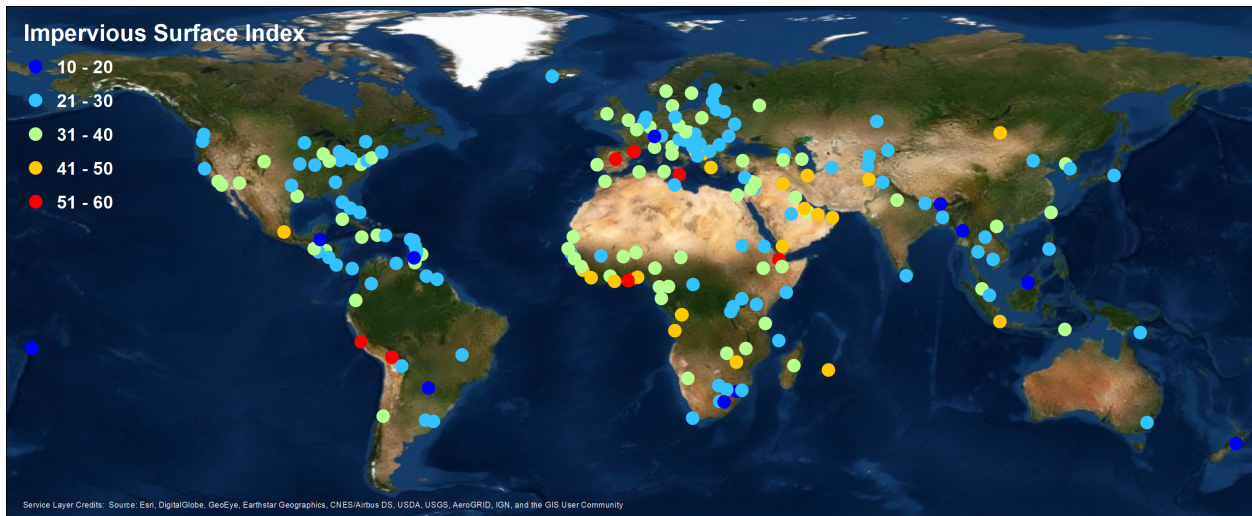 Impervious Surface Index
10 - 20
21 - 30
31 - 40
41 - 50
51 - 60
Service Layer Credits: Source: Esri, DigitalGlobe, GeoEye, Earthstar Geographics, CNES/Airbus DS, USDA, USGS, AeroGRID, IGN, and the GIS User Community